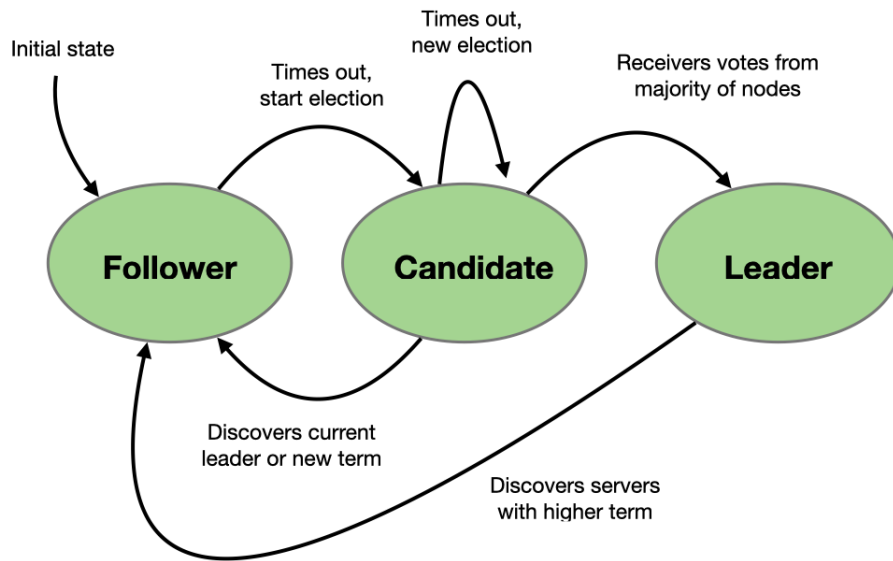 Initial state
Times out,
start election
Times out,
new election
Receivers votes from
majority of nodes
Follower
Candidate
Leader
Discovers current
leader or new term
Discovers servers
with higher term